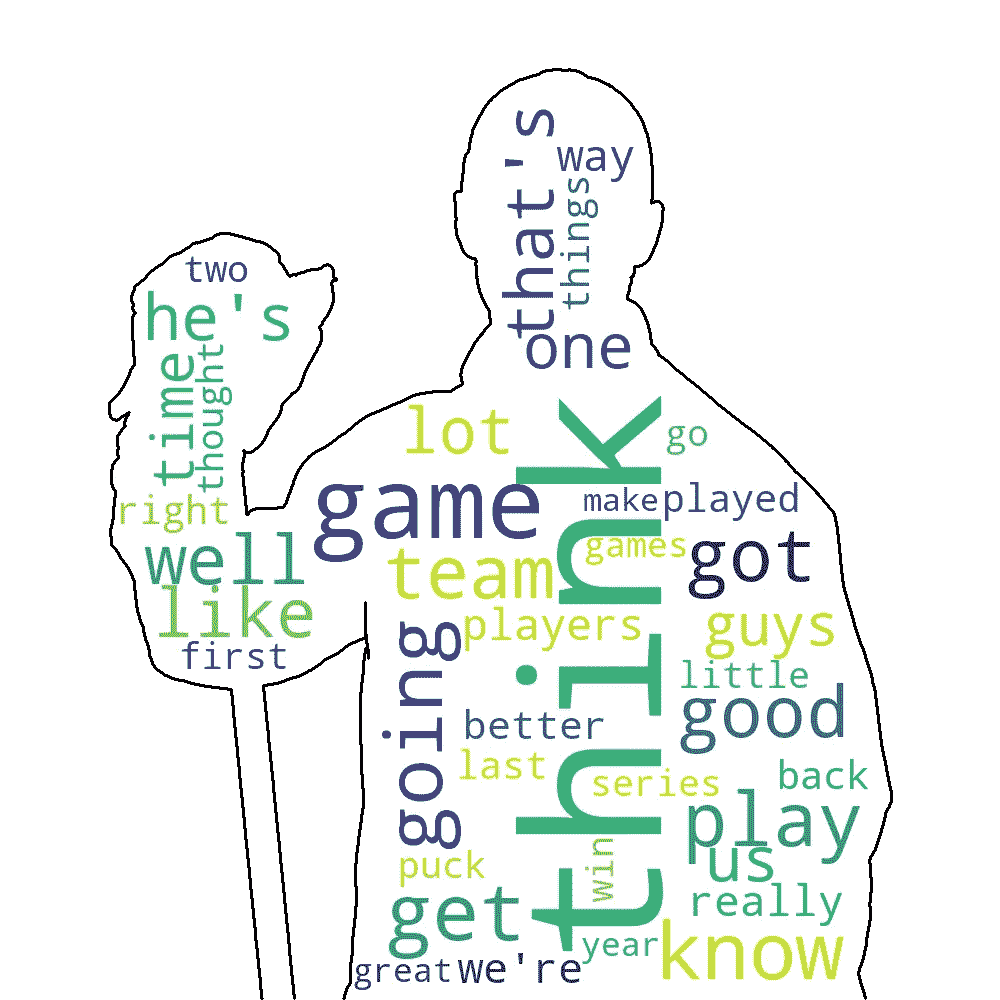 that's
way
things
two
he's
one
time
thought
lot
think
go
right
game
make
played
well
team
games
got
like
players
guys
first
going
little
better
good
last
series
back
play
puck
win
us
get
really
year
know
great
we're